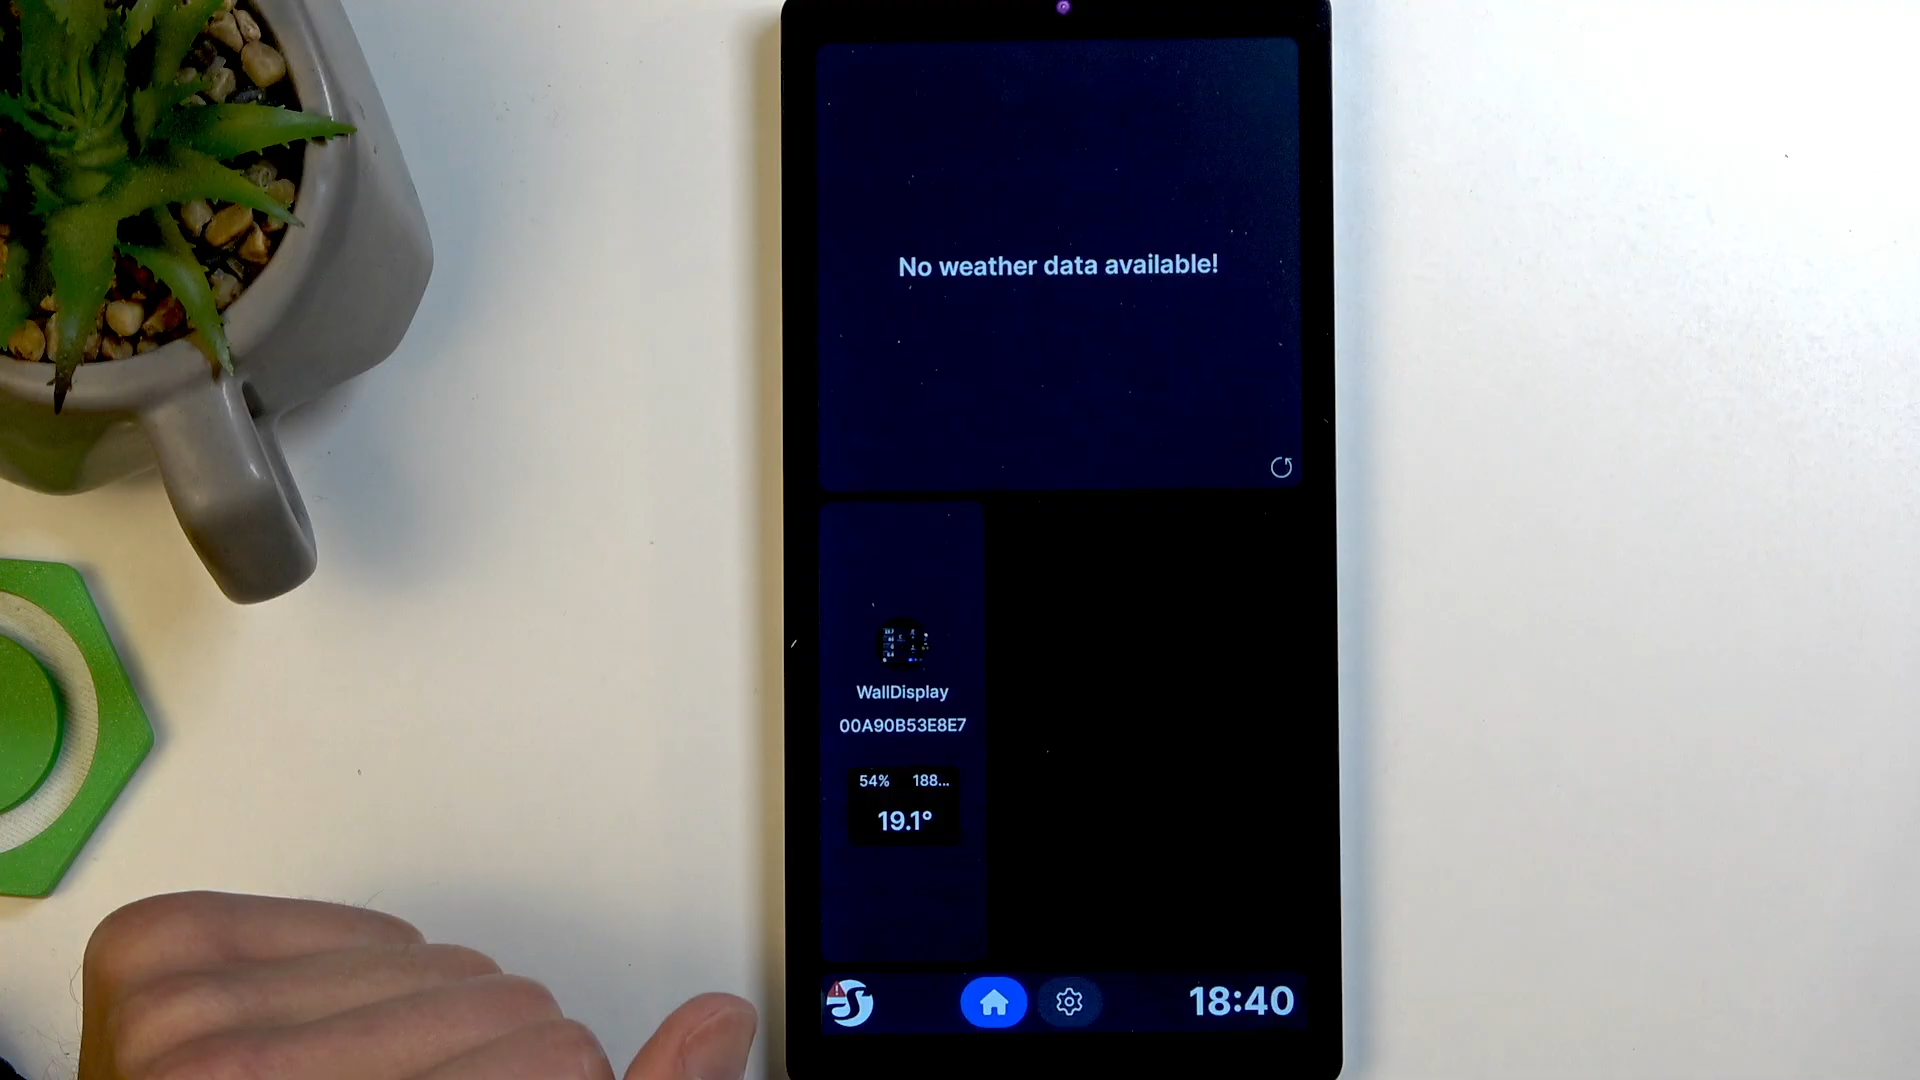 No weather data available!
WallDisplay
00A90B53E8E7
54% 188...
19.1°
18:40